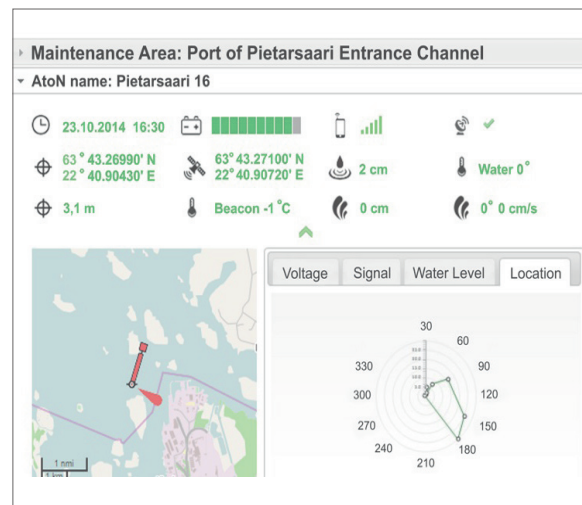 Maintenance Area: Port of Pietarsaari Entrance Channel
AtoN name: Pietarsaari 16
23.10.2014 16:30
63° 43.26990' N
22° 40.90430' E
63° 43.27100' N
22° 40.90720' E
2 cm
Water 0°
3,1 m
Beacon -1 °C
0 cm
0° 0 cm/s
Voltage
Signal
Water Level
Location
30
60
90
120
150
180
210
240
270
300
330
1 nmi